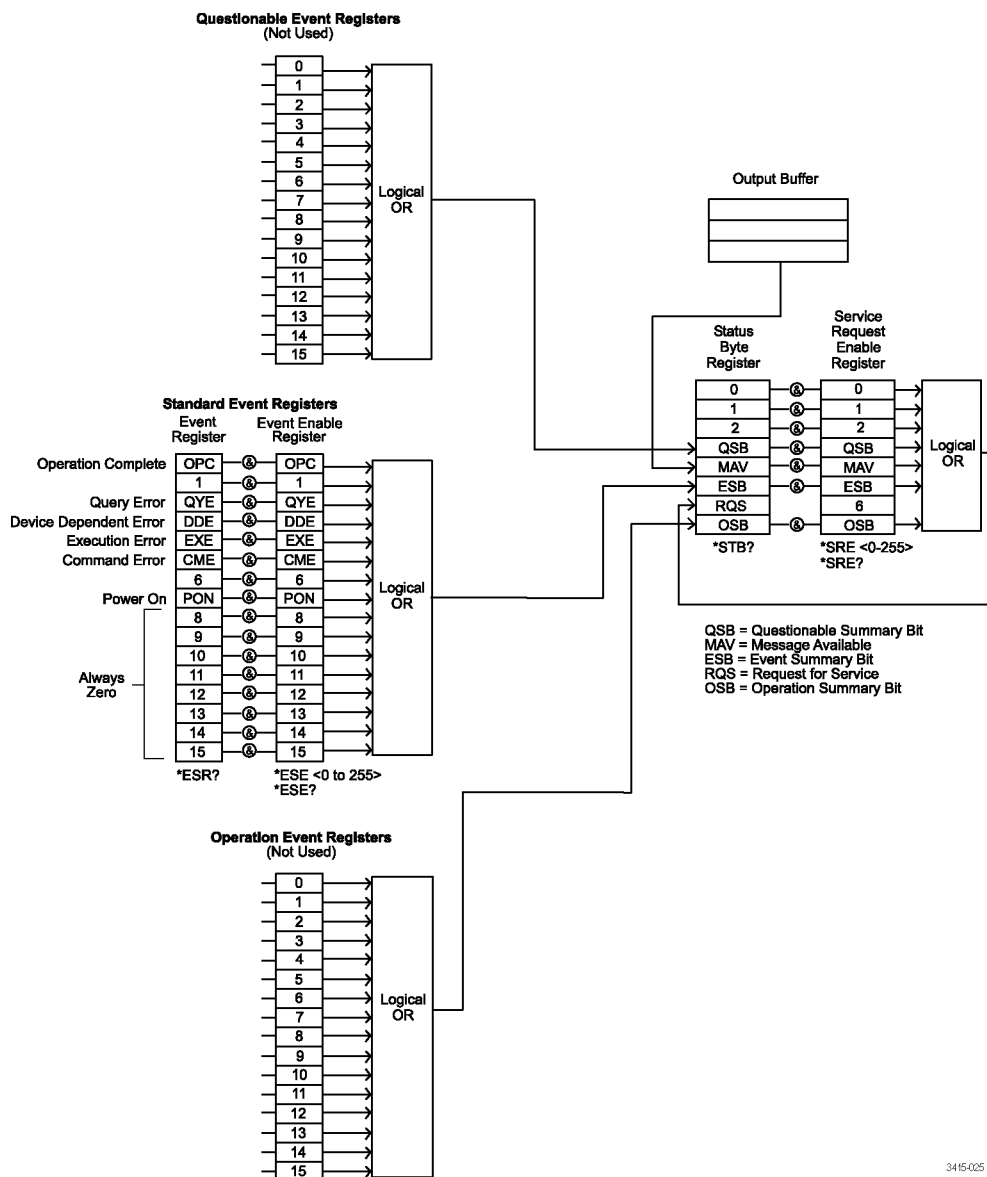 Questionable Event Registers
(Not Used)
0
1
2
3
4
5
6
7
8
9
10
11
12
13
14
15
Logical
OR
Output Buffer
Status
Byte
Register
Service
Request
Enable
Register
0 & 0
1 & 1
2 & 2
QSB & QSB
MAV & MAV
ESB & ESB
RQS 6
OSB & OSB
Logical
OR
*STB?
*SRE <0-255>
*SRE?
QSB = Questionable Summary Bit
MAV = Message Available
ESB = Event Summary Bit
RQS = Request for Service
OSB = Operation Summary Bit
Standard Event Registers
Event
Register
Event Enable
Register
Operation Complete OPC & OPC
1 & 1
Query Error QYE & QYE
Device Dependent Error DDE & DDE
Execution Error EXE & EXE
Command Error CME & CME
6 & 6
Power On PON & PON
8 & 8
9 & 9
10 & 10
11 & 11
12 & 12
13 & 13
14 & 14
15 & 15
Always
Zero
Logical
OR
*ESR?
*ESE <0 to 255>
*ESE?
Operation Event Registers
(Not Used)
0
1
2
3
4
5
6
7
8
9
10
11
12
13
14
15
Logical
OR
3415-025